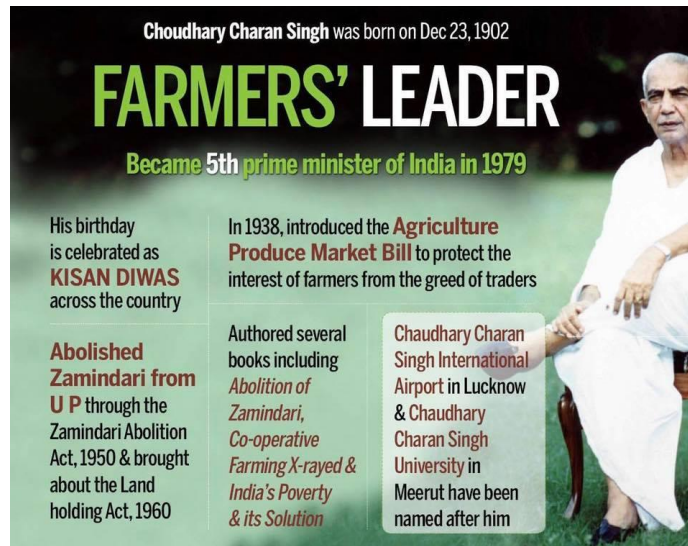 Choudhary Charan Singh was born on Dec 23, 1902
FARMERS' LEADER
Became 5th prime minister of India in 1979
His birthday
is celebrated as
KISAN DIWAS
across the country
In 1938, introduced the Agriculture
Produce Market Bill to protect the
interest of farmers from the greed of traders
Abolished
Zamindari from
U P through the
Zamindari Abolition
Act, 1950 & brought
about the Land
holding Act, 1960
Authored several
books including
Abolition of
Zamindari,
Co-operative
Farming X-rayed &
India's Poverty
& its Solution
Chaudhary Charan
Singh International
Airport in Lucknow
& Chaudhary
Charan Singh
University in
Meerut have been
named after him